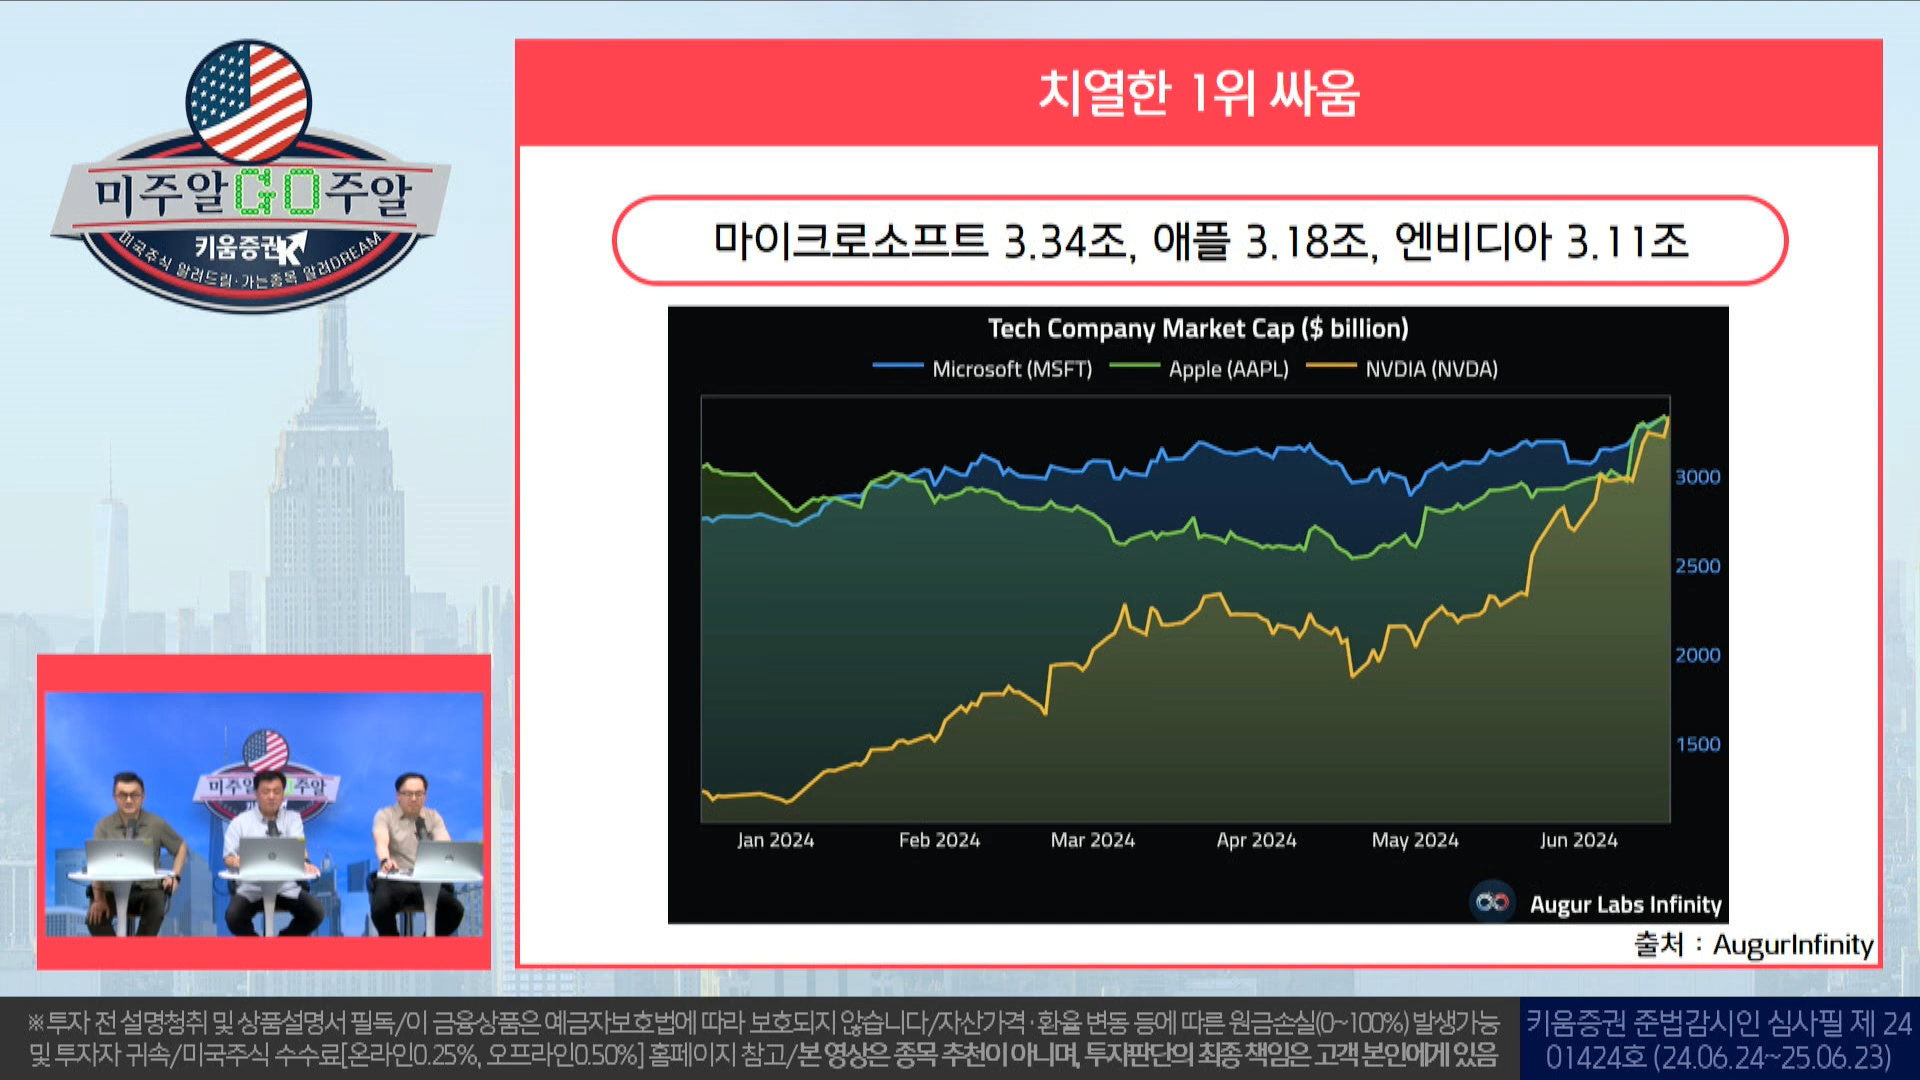 미주알GO주알
키움증권
미국주식 알려드림·가는종목 알려DREAM
치열한 1위 싸움
마이크로소프트 3.34조, 애플 3.18조, 엔비디아 3.11조
Tech Company Market Cap ($ billion)
Microsoft (MSFT) Apple (AAPL) NVDIA (NVDA)
3000
2500
2000
1500
Jan 2024 Feb 2024 Mar 2024 Apr 2024 May 2024 Jun 2024
Augur Labs Infinity
출처 : AugurInfinity
※투자 전 설명청취 및 상품설명서 필독/이 금융상품은 예금자보호법에 따라 보호되지 않습니다/자산가격·환율 변동 등에 따른 원금손실(0~100%) 발생가능
및 투자자 귀속/미국주식 수수료[온라인0.25%, 오프라인0.50%] 홈페이지 참고/본 영상은 종목 추천이 아니며, 투자판단의 최종 책임은 고객 본인에게 있음
키움증권 준법감시인 심사필 제 24
01424호 (24.06.24~25.06.23)